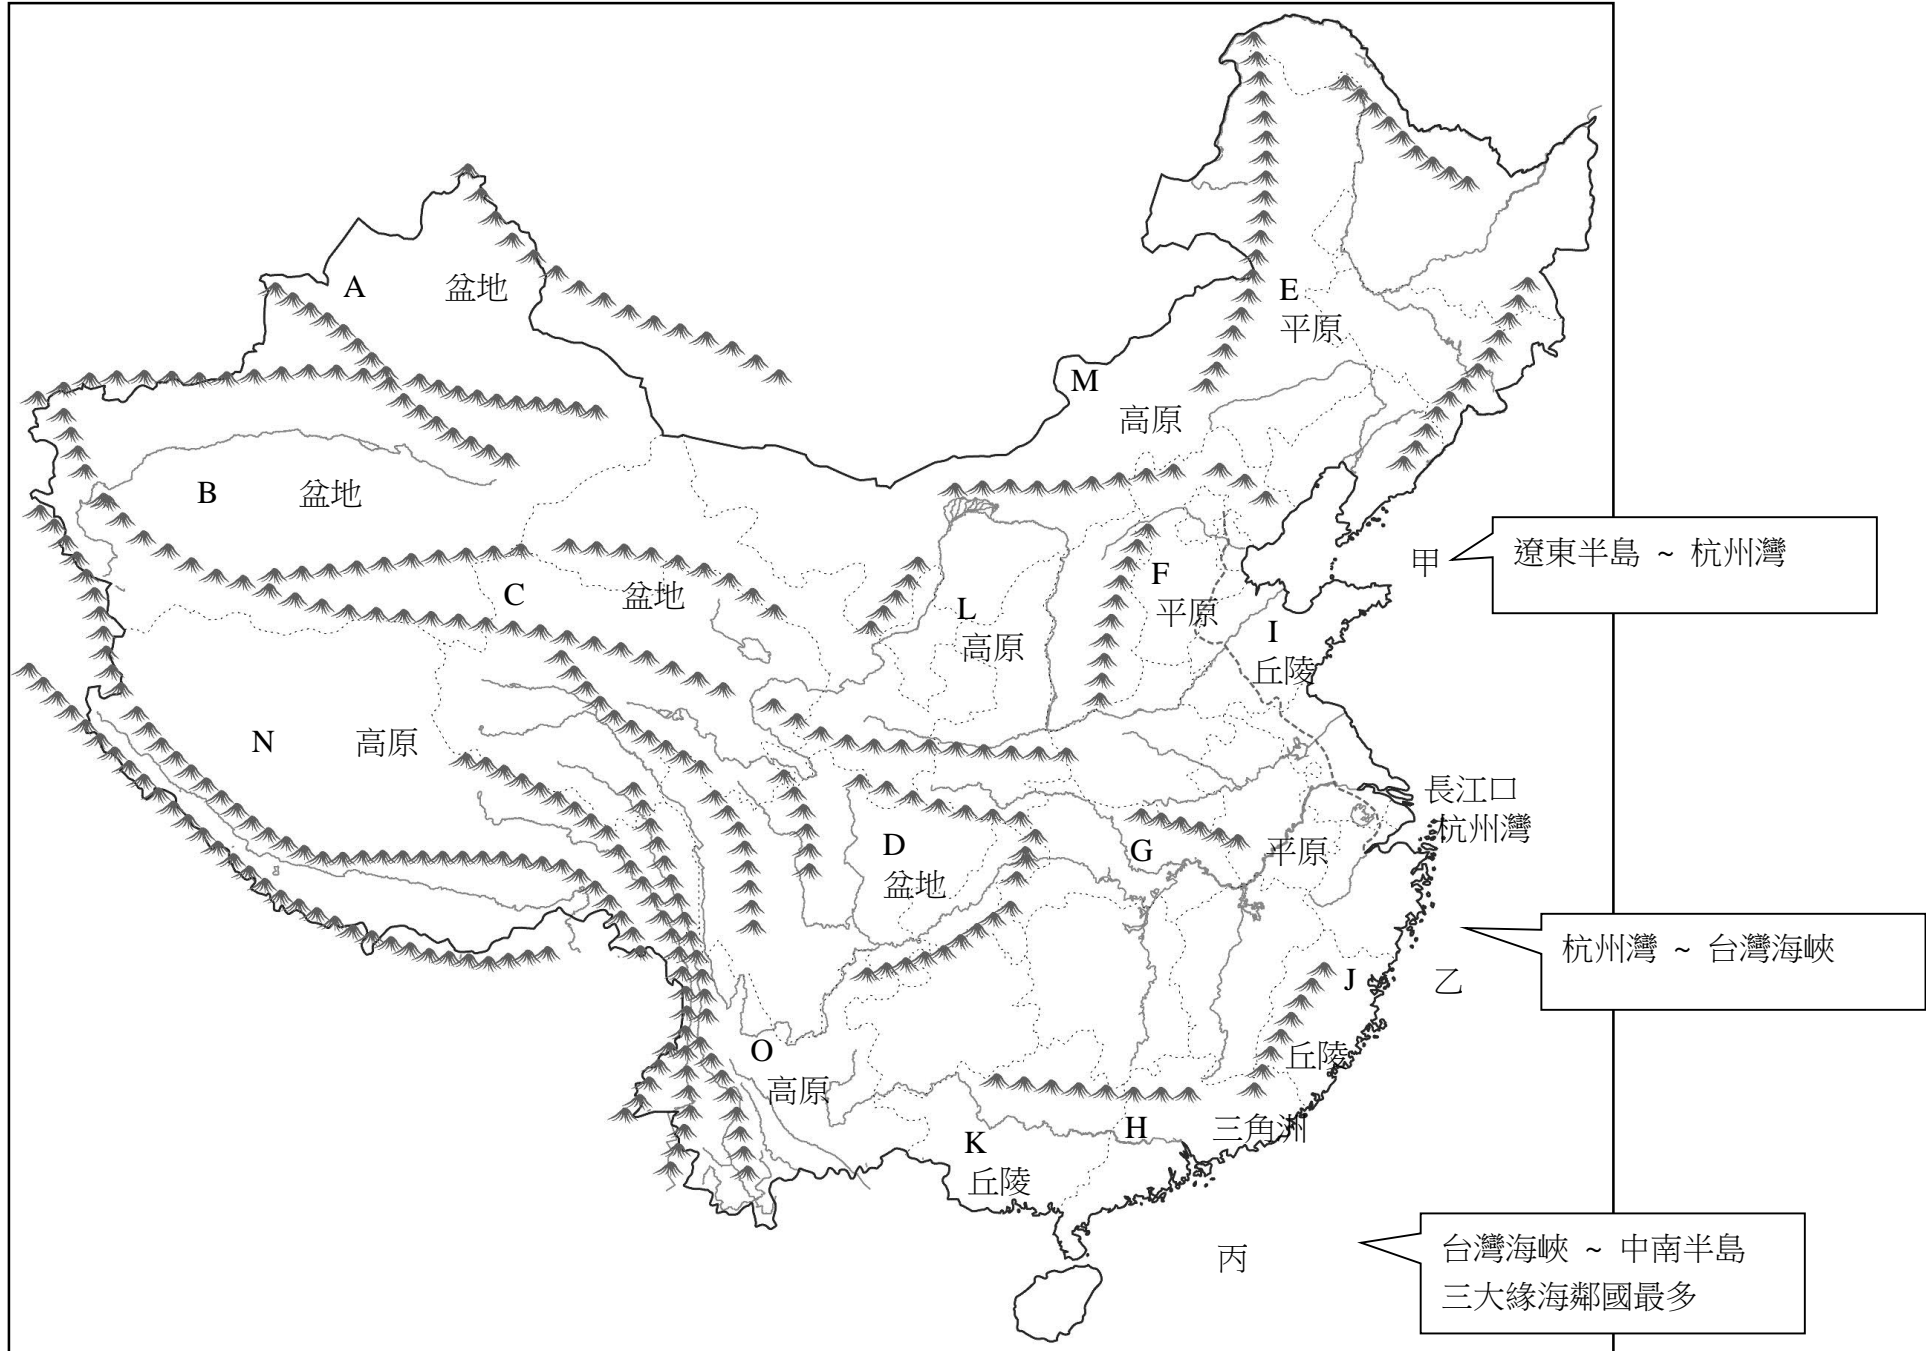 A 盆地
E
平原
M
高原
B 盆地
C 盆地
F
平原
L
高原
I
丘陵
甲
遼東半島 ~ 杭州灣
N 高原
長江口
杭州灣
D
盆地
G 平原
杭州灣 ~ 台灣海峽
J
丘陵
乙
O
高原
H 三角洲
K
丘陵
丙
台灣海峽 ~ 中南半島
三大緣海鄰國最多